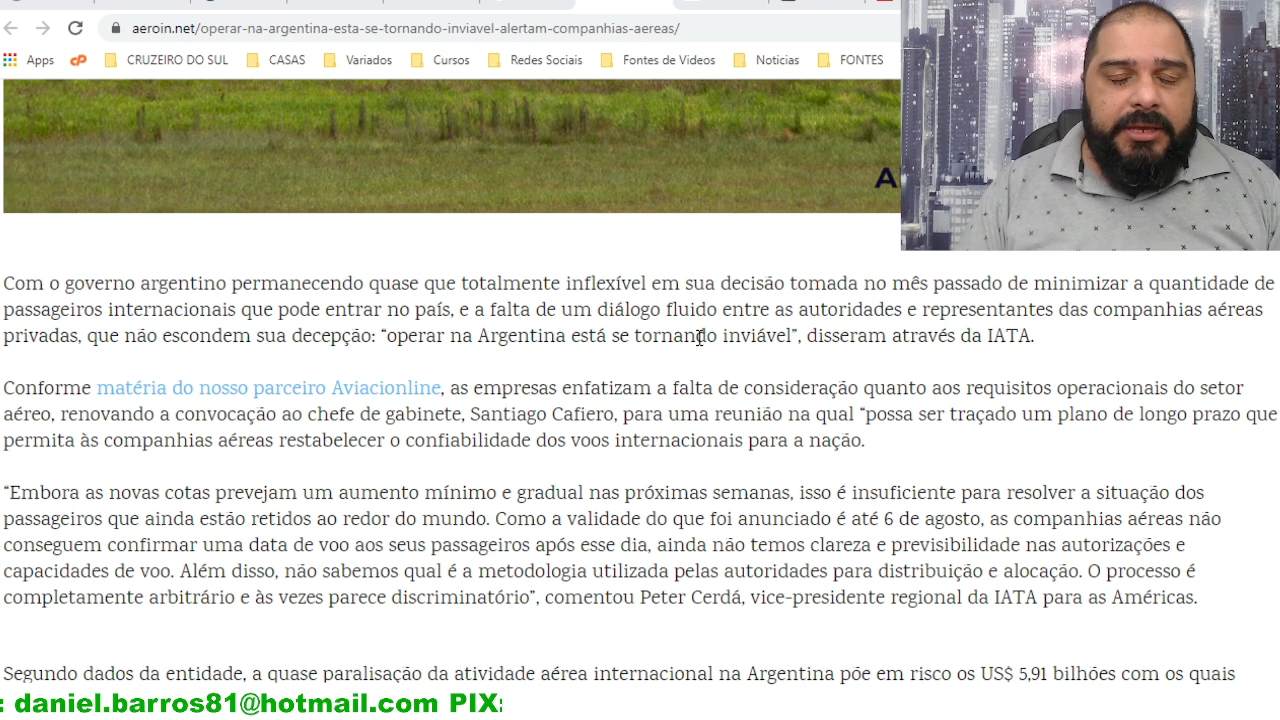 aeroin.net/operar-na-argentina-esta-se-tornando-inviavel-alertam-companhias-aereas/
Apps
cP
CRUZEIRO DO SUL
CASAS
Variados
Cursos
Redes Sociais
Fontes de Videos
Noticias
FONTES
A
Com o governo argentino permanecendo quase que totalmente inflexível em sua decisão tomada no mês passado de minimizar a quantidade de
passageiros internacionais que pode entrar no país, e a falta de um diálogo fluido entre as autoridades e representantes das companhias aéreas
privadas, que não escondem sua decepção: “operar na Argentina está se tornando inviável”, disseram através da IATA.
Conforme matéria do nosso parceiro Aviacionline, as empresas enfatizam a falta de consideração quanto aos requisitos operacionais do setor
aéreo, renovando a convocação ao chefe de gabinete, Santiago Cafiero, para uma reunião na qual “possa ser traçado um plano de longo prazo que
permita às companhias aéreas restabelecer o confiabilidade dos voos internacionais para a nação.
“Embora as novas cotas prevejam um aumento mínimo e gradual nas próximas semanas, isso é insuficiente para resolver a situação dos
passageiros que ainda estão retidos ao redor do mundo. Como a validade do que foi anunciado é até 6 de agosto, as companhias aéreas não
conseguem confirmar uma data de voo aos seus passageiros após esse dia, ainda não temos clareza e previsibilidade nas autorizações e
capacidades de voo. Além disso, não sabemos qual é a metodologia utilizada pelas autoridades para distribuição e alocação. O processo é
completamente arbitrário e às vezes parece discriminatório”, comentou Peter Cerdá, vice-presidente regional da IATA para as Américas.
Segundo dados da entidade, a quase paralisação da atividade aérea internacional na Argentina põe em risco os US$ 5,91 bilhões com os quais
: daniel.barros81@hotmail.com PIX: